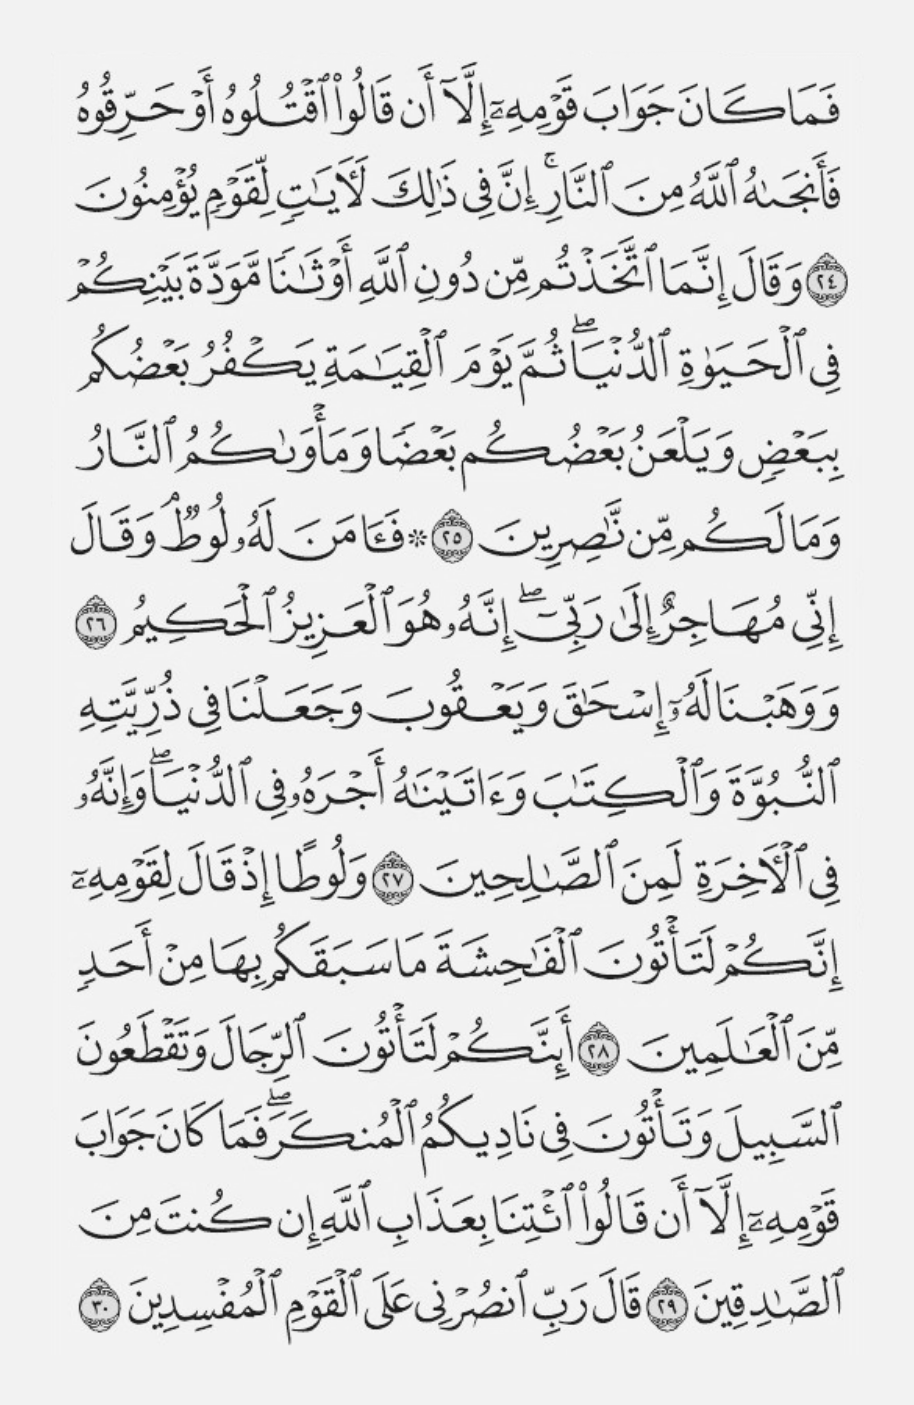 فَمَا كَانَ جَوَابَ قَوْمِهِۦٓ إِلَّآ أَن قَالُوا۟ ٱقْتُلُوهُ أَوْ حَرِّقُوهُ
فَأَنجَىٰهُ ٱللَّهُ مِنَ ٱلنَّارِ ۚ إِنَّ فِى ذَٰلِكَ لَـَٔايَـٰتٍ لِّقَوْمٍ يُؤْمِنُونَ
٢٤ وَقَالَ إِنَّمَا ٱتَّخَذْتُم مِّن دُونِ ٱللَّهِ أَوْثَـٰنًا مَّوَدَّةَ بَيْنِكُمْ
فِى ٱلْحَيَوٰةِ ٱلدُّنْيَا ۖ ثُمَّ يَوْمَ ٱلْقِيَـٰمَةِ يَكْفُرُ بَعْضُكُم
بِبَعْضٍ وَيَلْعَنُ بَعْضُكُم بَعْضًا وَمَأْوَىٰكُمُ ٱلنَّارُ
وَمَا لَكُم مِّن نَّـٰصِرِينَ ٢٥ * فَـَٔامَنَ لَهُۥ لُوطٌ ۘ وَقَالَ
إِنِّى مُهَاجِرٌ إِلَىٰ رَبِّىٓ ۖ إِنَّهُۥ هُوَ ٱلْعَزِيزُ ٱلْحَكِيمُ ٢٦
وَوَهَبْنَا لَهُۥٓ إِسْحَـٰقَ وَيَعْقُوبَ وَجَعَلْنَا فِى ذُرِّيَّتِهِ
ٱلنُّبُوَّةَ وَٱلْكِتَـٰبَ وَءَاتَيْنَـٰهُ أَجْرَهُۥ فِى ٱلدُّنْيَا ۖ وَإِنَّهُۥ
فِى ٱلْـَٔاخِرَةِ لَمِنَ ٱلصَّـٰلِحِينَ ٢٧ وَلُوطًا إِذْ قَالَ لِقَوْمِهِۦٓ
إِنَّكُمْ لَتَأْتُونَ ٱلْفَـٰحِشَةَ مَا سَبَقَكُم بِهَا مِنْ أَحَدٍ
مِّنَ ٱلْعَـٰلَمِينَ ٢٨ أَئِنَّكُمْ لَتَأْتُونَ ٱلرِّجَالَ وَتَقْطَعُونَ
ٱلسَّبِيلَ وَتَأْتُونَ فِى نَادِيكُمُ ٱلْمُنكَرَ ۖ فَمَا كَانَ جَوَابَ
قَوْمِهِۦٓ إِلَّآ أَن قَالُوا۟ ٱئْتِنَا بِعَذَابِ ٱللَّهِ إِن كُنتَ مِنَ
ٱلصَّـٰدِقِينَ ٢٩ قَالَ رَبِّ ٱنصُرْنِى عَلَى ٱلْقَوْمِ ٱلْمُفْسِدِينَ ٣٠